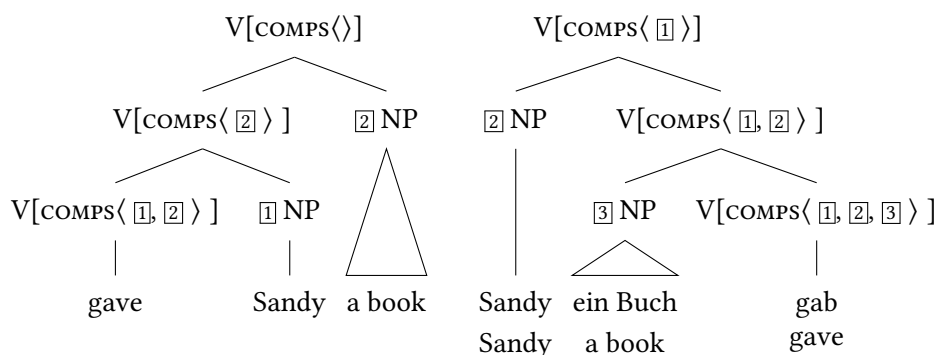 V[COMPS⟨⟩] V[COMPS⟨ 1 ⟩]
V[COMPS⟨ 2 ⟩ ] 2 NP 2 NP V[COMPS⟨ 1, 2 ⟩ ]
V[COMPS⟨ 1, 2 ⟩ ] 1 NP 3 NP V[COMPS⟨ 1, 2, 3 ⟩ ]
gave Sandy a book Sandy ein Buch gab
Sandy a book gave